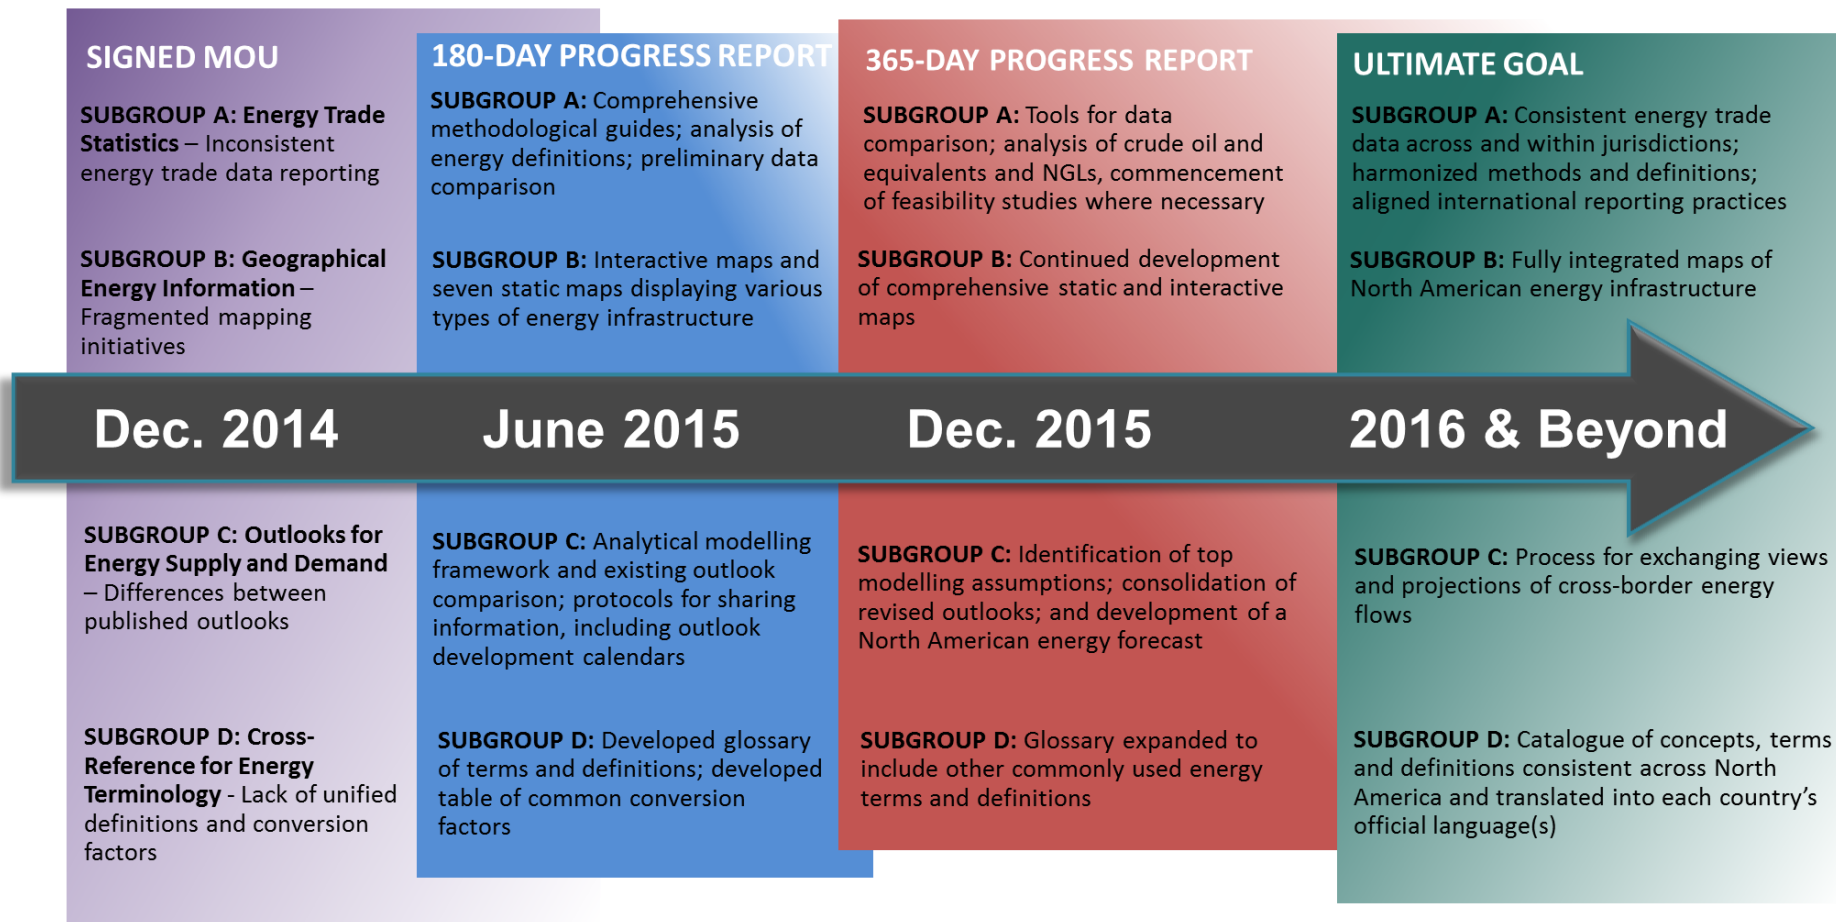 SIGNED MOU
SUBGROUP A: Energy Trade
Statistics – Inconsistent
energy trade data reporting
SUBGROUP B: Geographical
Energy Information –
Fragmented mapping
initiatives
180-DAY PROGRESS REPORT
SUBGROUP A: Comprehensive
methodological guides; analysis of
energy definitions; preliminary data
comparison
SUBGROUP B: Interactive maps and
seven static maps displaying various
types of energy infrastructure
365-DAY PROGRESS REPORT
SUBGROUP A: Tools for data
comparison; analysis of crude oil and
equivalents and NGLs, commencement
of feasibility studies where necessary
SUBGROUP B: Continued development
of comprehensive static and interactive
maps
ULTIMATE GOAL
SUBGROUP A: Consistent energy trade
data across and within jurisdictions;
harmonized methods and definitions;
aligned international reporting practices
SUBGROUP B: Fully integrated maps of
North American energy infrastructure
Dec. 2014
June 2015
Dec. 2015
2016 & Beyond
SUBGROUP C: Outlooks for
Energy Supply and Demand
– Differences between
published outlooks
SUBGROUP D: Cross-
Reference for Energy
Terminology - Lack of unified
definitions and conversion
factors
SUBGROUP C: Analytical modelling
framework and existing outlook
comparison; protocols for sharing
information, including outlook
development calendars
SUBGROUP D: Developed glossary
of terms and definitions; developed
table of common conversion
factors
SUBGROUP C: Identification of top
modelling assumptions; consolidation of
revised outlooks; and development of a
North American energy forecast
SUBGROUP D: Glossary expanded to
include other commonly used energy
terms and definitions
SUBGROUP C: Process for exchanging views
and projections of cross-border energy
flows
SUBGROUP D: Catalogue of concepts, terms
and definitions consistent across North
America and translated into each country's
official language(s)